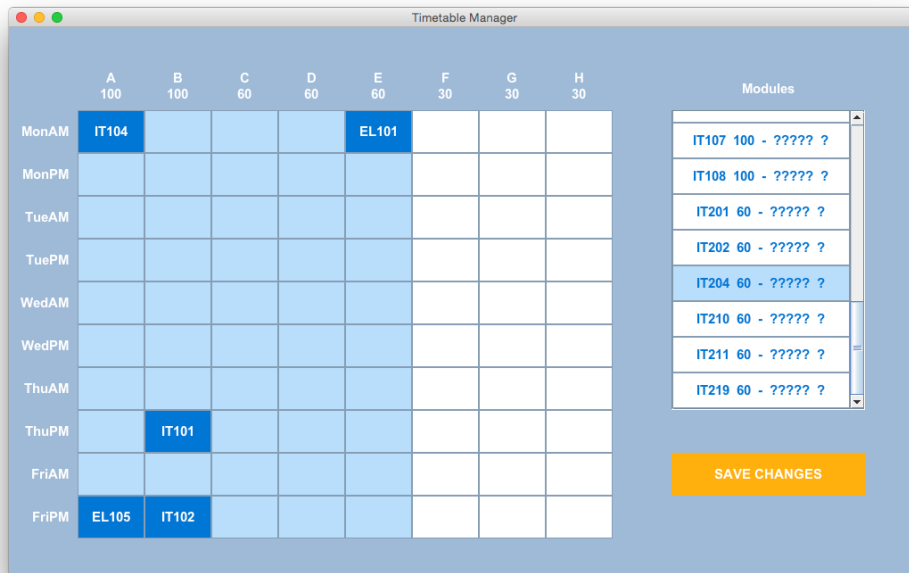 Timetable Manager
A B C D E F G H
100 100 60 60 60 30 30 30
Modules
MonAM IT104 EL101
MonPM
TueAM
TuePM
WedAM
WedPM
ThuAM
ThuPM IT101
FriAM
FriPM EL105 IT102
IT107 100 - ????? ?
IT108 100 - ????? ?
IT201 60 - ????? ?
IT202 60 - ????? ?
IT204 60 - ????? ?
IT210 60 - ????? ?
IT211 60 - ????? ?
IT219 60 - ????? ?
SAVE CHANGES